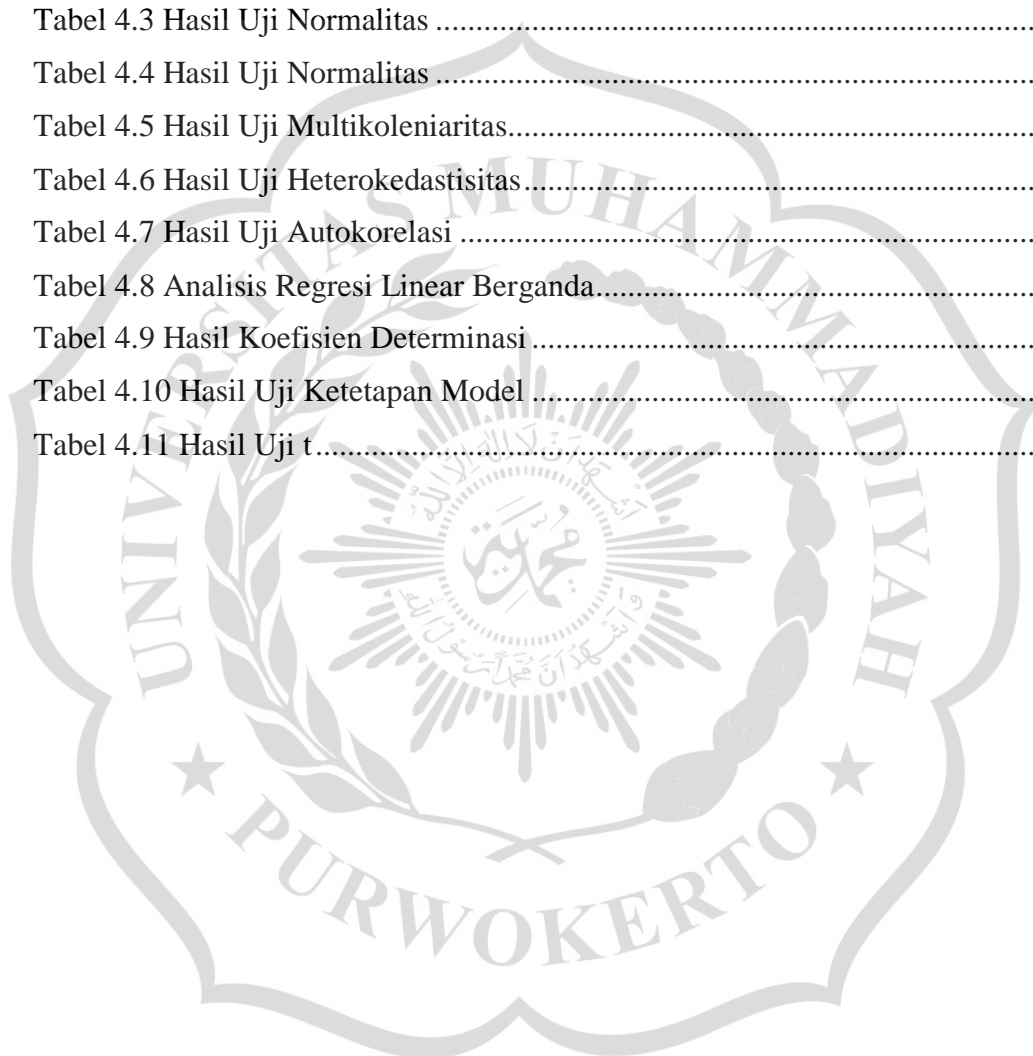 Tabel 4.3 Hasil Uji Normalitas ...........................................................................
Tabel 4.4 Hasil Uji Normalitas ...........................................................................
Tabel 4.5 Hasil Uji Multikoleniaritas..................................................................
Tabel 4.6 Hasil Uji Heterokedastisitas................................................................
Tabel 4.7 Hasil Uji Autokorelasi ........................................................................
Tabel 4.8 Analisis Regresi Linear Berganda.......................................................
Tabel 4.9 Hasil Koefisien Determinasi ...............................................................
Tabel 4.10 Hasil Uji Ketetapan Model ...............................................................
Tabel 4.11 Hasil Uji t..........................................................................................
UNIVERSITAS MUHAMMADIYAH
PURWOKERTO